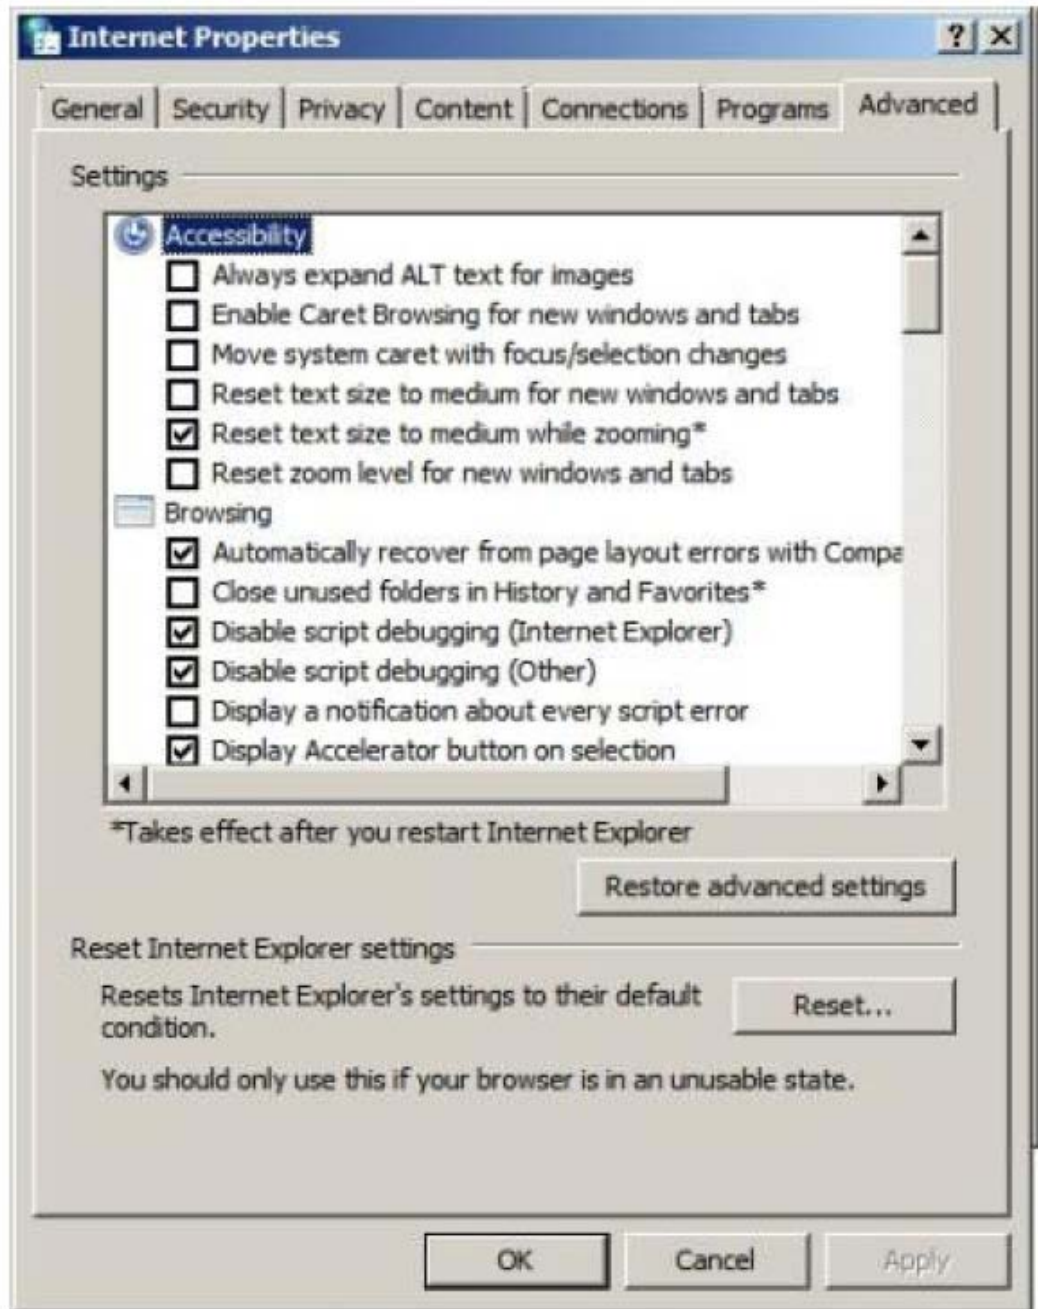 Internet Properties
General Security Privacy Content Connections Programs Advanced
Settings
Accessibility
Always expand ALT text for images
Enable Caret Browsing for new windows and tabs
Move system caret with focus/selection changes
Reset text size to medium for new windows and tabs
Reset text size to medium while zooming*
Reset zoom level for new windows and tabs
Browsing
Automatically recover from page layout errors with Compa
Close unused folders in History and Favorites*
Disable script debugging (Internet Explorer)
Disable script debugging (Other)
Display a notification about every script error
Display Accelerator button on selection
*Takes effect after you restart Internet Explorer
Restore advanced settings
Reset Internet Explorer settings
Resets Internet Explorer's settings to their default
condition.
Reset...
You should only use this if your browser is in an unusable state.
OK Cancel Apply